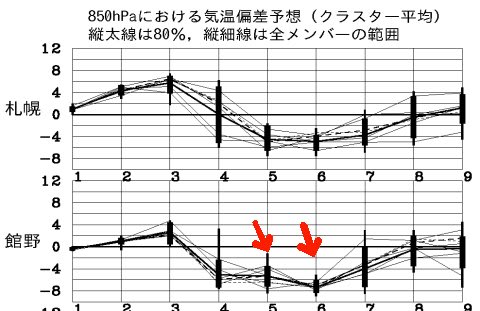 850hPaにおける気温偏差予想（クラスター平均）
縦太線は80%，縦細線は全メンバーの範囲
12
8
4
札幌 0
-4
-8
1 2 3 4 5 6 7 8 9
12
8
4
館野 0
-4
-8
1 2 3 4 5 6 7 8 9